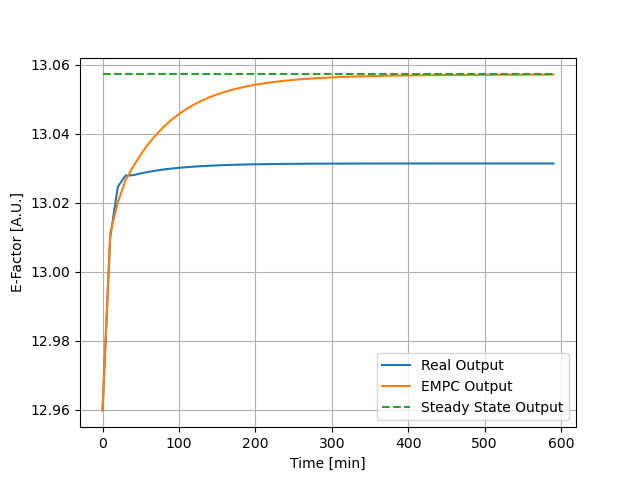 13.06
13.04
13.02
13.00
12.98
12.96
E-Factor [A.U.]
Real Output
EMPC Output
Steady State Output
0 100 200 300 400 500 600
Time [min]